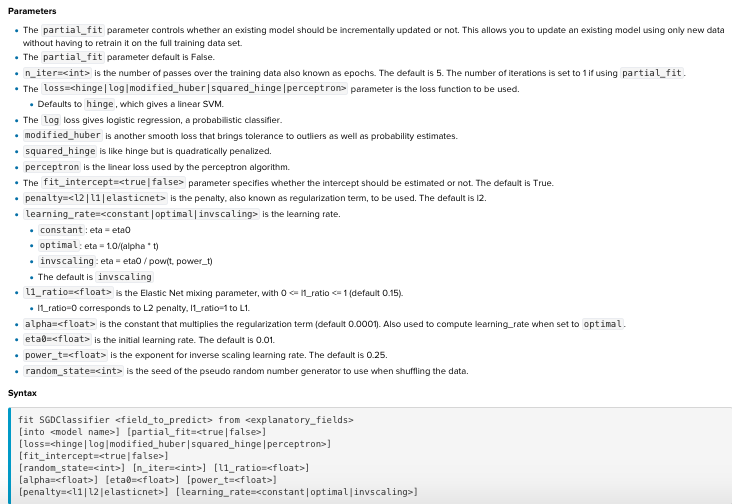 Parameters
The partial_fit parameter controls whether an existing model should be incrementally updated or not. This allows you to update an existing model using only new data
without having to retrain it on the full training data set.
The partial_fit parameter default is False.
n_iter=<int> is the number of passes over the training data also known as epochs. The default is 5. The number of iterations is set to 1 if using partial_fit.
The loss=<hinge|log|modified_huber|squared_hinge|perceptron> parameter is the loss function to be used.
Defaults to hinge, which gives a linear SVM.
The log loss gives logistic regression, a probabilistic classifier.
modified_huber is another smooth loss that brings tolerance to outliers as well as probability estimates.
squared_hinge is like hinge but is quadratically penalized.
perceptron is the linear loss used by the perceptron algorithm.
The fit_intercept=<true|false> parameter specifies whether the intercept should be estimated or not. The default is True.
penalty=<l2|l1|elasticnet> is the penalty, also known as regularization term, to be used. The default is l2.
learning_rate=<constant|optimal|invscaling> is the learning rate.
constant: eta = eta0
optimal: eta = 1.0/(alpha * t)
invscaling: eta = eta0 / pow(t, power_t)
The default is invscaling
l1_ratio=<float> is the Elastic Net mixing parameter, with 0 <= l1_ratio <= 1 (default 0.15).
l1_ratio=0 corresponds to L2 penalty, l1_ratio=1 to L1.
alpha=<float> is the constant that multiplies the regularization term (default 0.0001). Also used to compute learning_rate when set to optimal.
eta0=<float> is the initial learning rate. The default is 0.01.
power_t=<float> is the exponent for inverse scaling learning rate. The default is 0.25.
random_state=<int> is the seed of the pseudo random number generator to use when shuffling the data.
Syntax
fit SGDClassifier <field_to_predict> from <explanatory_fields>
[into <model name>] [partial_fit=<true|false>]
[loss=<hinge|log|modified_huber|squared_hinge|perceptron>]
[fit_intercept=<true|false>]
[random_state=<int>] [n_iter=<int>] [l1_ratio=<float>]
[alpha=<float>] [eta0=<float>] [power_t=<float>]
[penalty=<l1|l2|elasticnet>] [learning_rate=<constant|optimal|invscaling>]